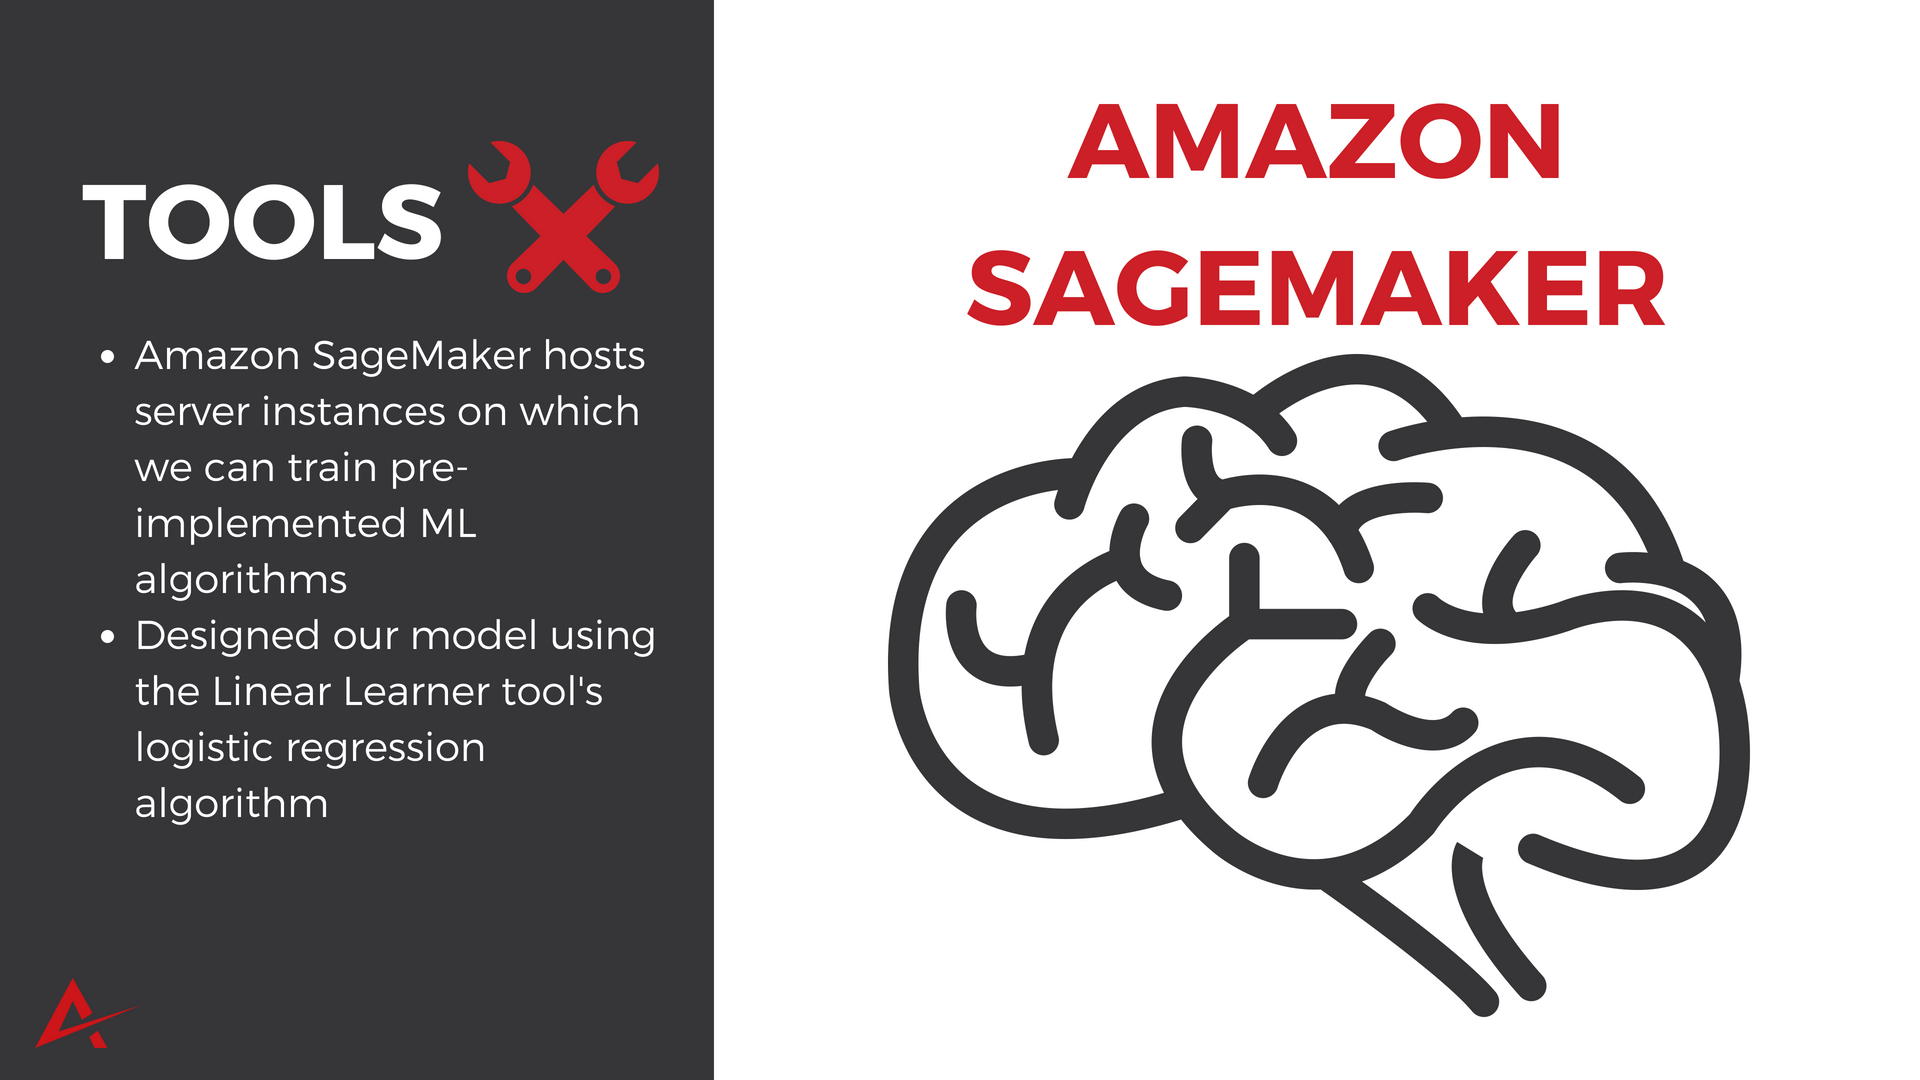 TOOLS
• Amazon SageMaker hosts
server instances on which
we can train pre-
implemented ML
algorithms
• Designed our model using
the Linear Learner tool's
logistic regression
algorithm
AMAZON
SAGEMAKER